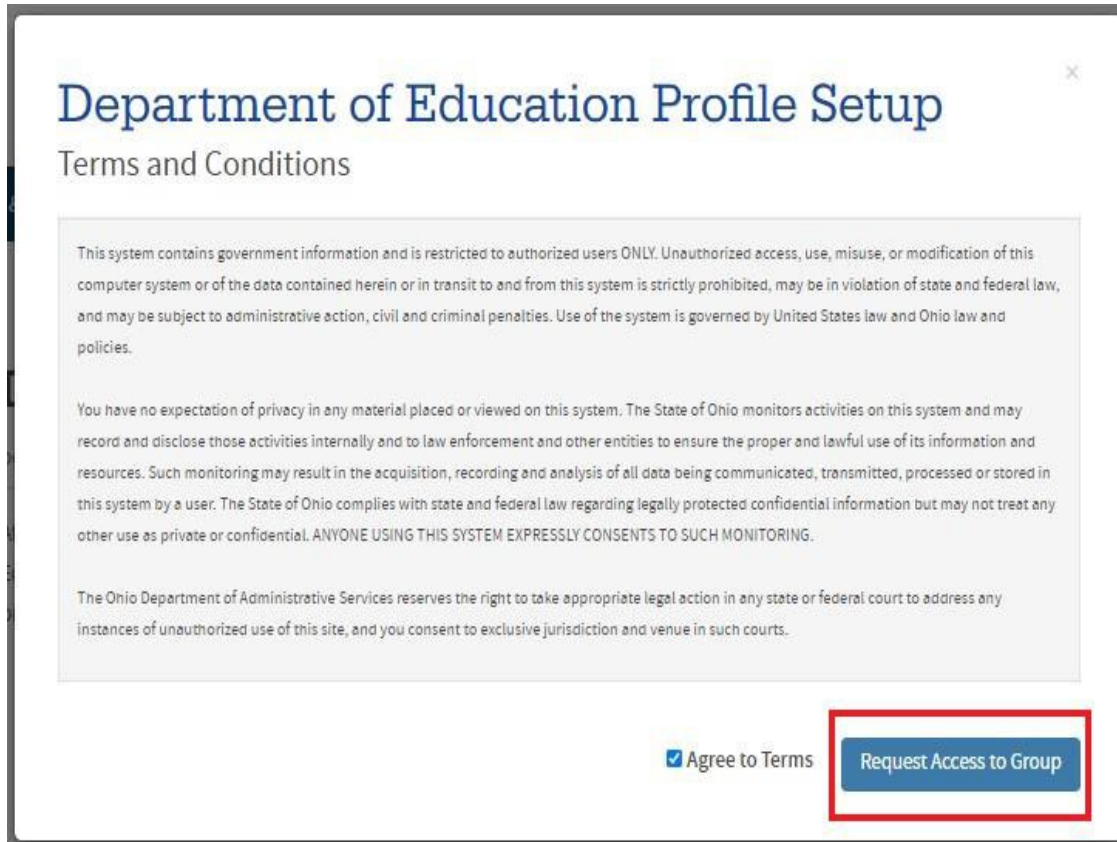 ×
Department of Education Profile Setup
Terms and Conditions
This system contains government information and is restricted to authorized users ONLY. Unauthorized access, use, misuse, or modification of this
computer system or of the data contained herein or in transit to and from this system is strictly prohibited, may be in violation of state and federal law,
and may be subject to administrative action, civil and criminal penalties. Use of the system is governed by United States law and Ohio law and
policies.
You have no expectation of privacy in any material placed or viewed on this system. The State of Ohio monitors activities on this system and may
record and disclose those activities internally and to law enforcement and other entities to ensure the proper and lawful use of its information and
resources. Such monitoring may result in the acquisition, recording and analysis of all data being communicated, transmitted, processed or stored in
this system by a user. The State of Ohio complies with state and federal law regarding legally protected confidential information but may not treat any
other use as private or confidential. ANYONE USING THIS SYSTEM EXPRESSLY CONSENTS TO SUCH MONITORING.
The Ohio Department of Administrative Services reserves the right to take appropriate legal action in any state or federal court to address any
instances of unauthorized use of this site, and you consent to exclusive jurisdiction and venue in such courts.
Agree to Terms
Request Access to Group